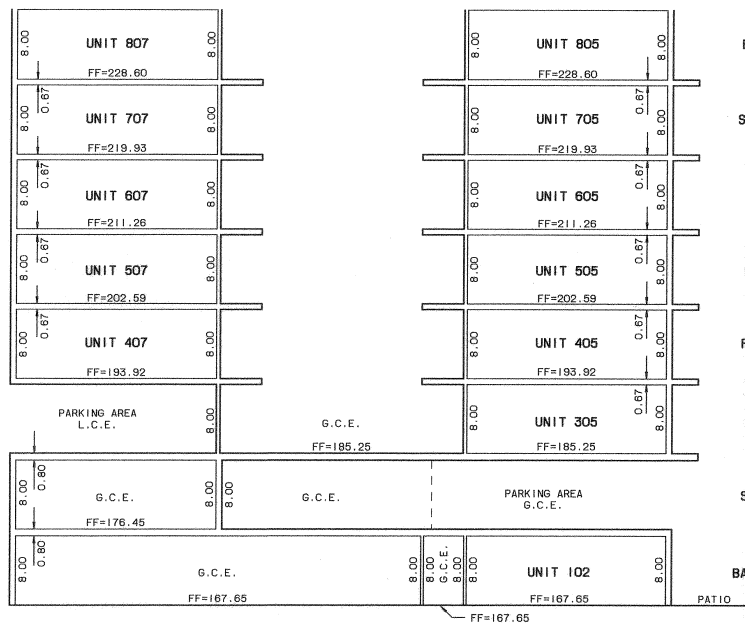 8.00 UNIT 807 8.00 8.00 UNIT 805 8.00
FF=228.60 FF=228.60
0.67 0.67
8.00 UNIT 707 8.00 8.00 UNIT 705 8.00
FF=219.93 FF=219.93
0.67 0.67
8.00 UNIT 607 8.00 8.00 UNIT 605 8.00
FF=211.26 FF=211.26
0.67 0.67
8.00 UNIT 507 8.00 8.00 UNIT 505 8.00
FF=202.59 FF=202.59
0.67 0.67
8.00 UNIT 407 8.00 8.00 UNIT 405 8.00
FF=193.92 FF=193.92
0.67
PARKING AREA
L.C.E.
8.00 G.C.E. 8.00 UNIT 305 8.00
FF=185.25 FF=185.25
0.80
8.00 G.C.E. 8.00 8.00 G.C.E. PARKING AREA
G.C.E.
FF=176.45
0.80
8.00 G.C.E. 8.00 8.00 G.C.E. 8.00 8.00 UNIT 102 8.00 BA
FF=167.65 FF=167.65 PATIO
FF=167.65